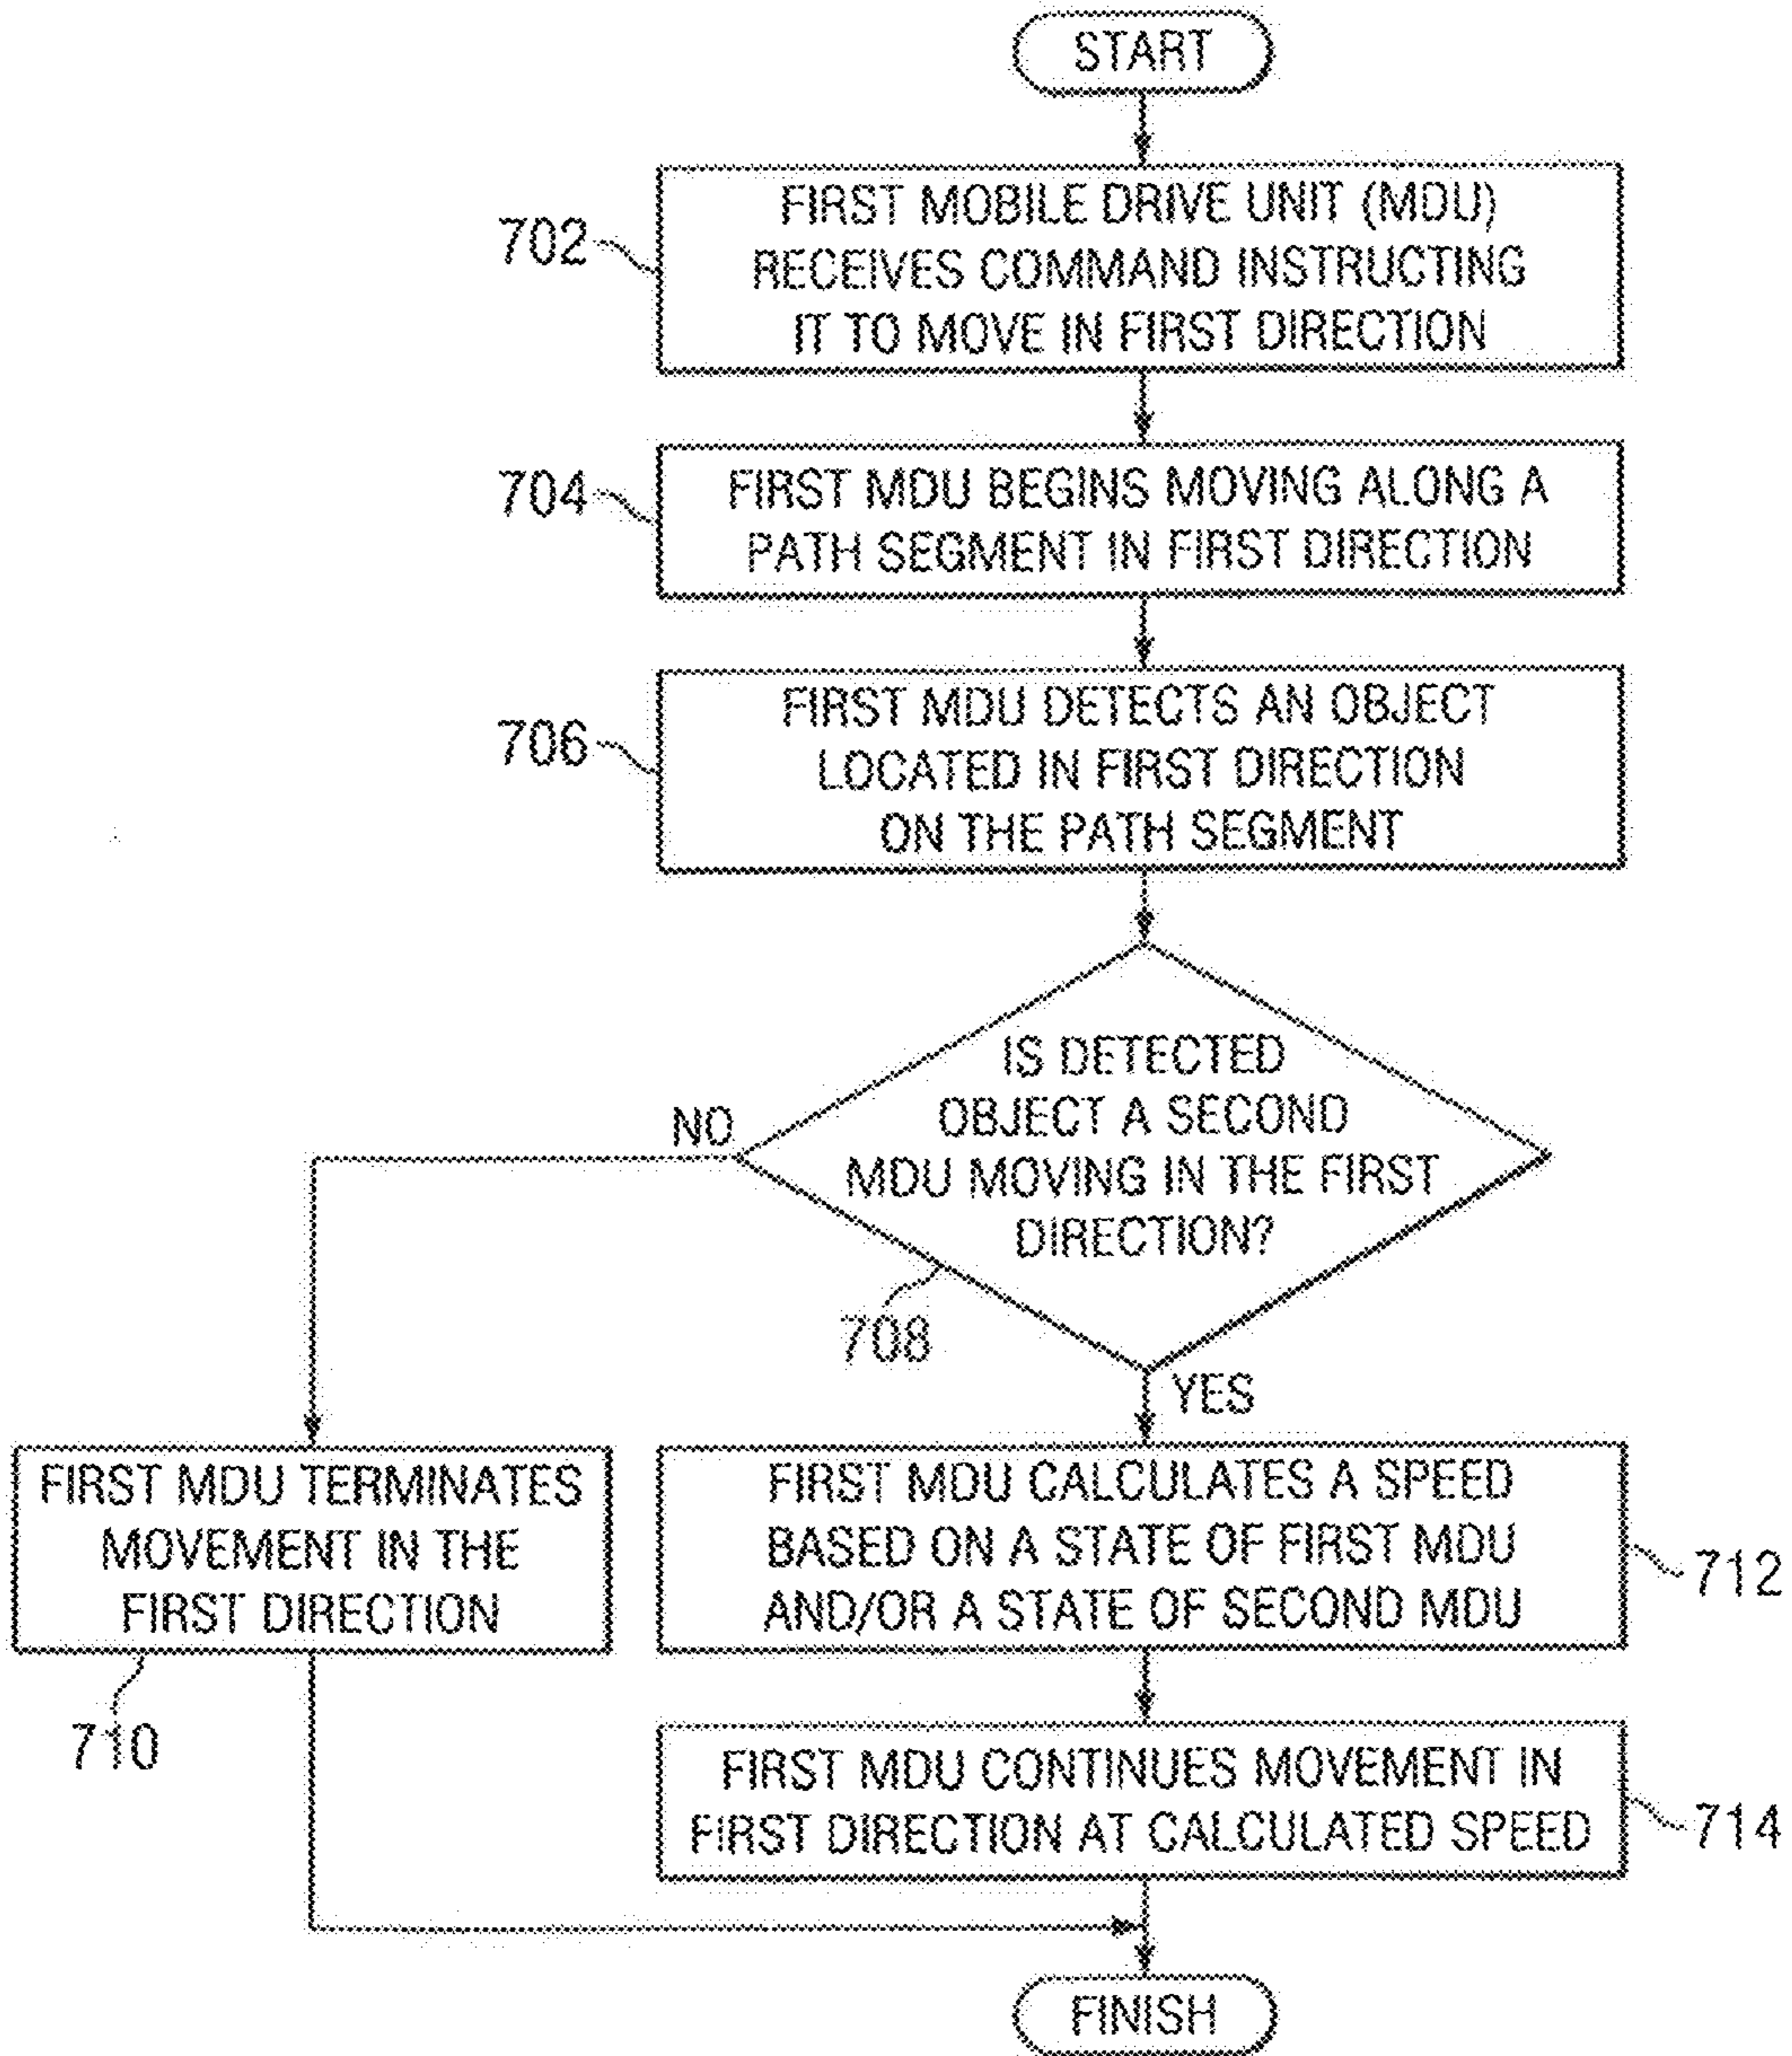 START
FIRST MOBILE DRIVE UNIT (MDU)
RECEIVES COMMAND INSTRUCTING
IT TO MOVE IN FIRST DIRECTION
702
FIRST MDU BEGINS MOVING ALONG A
PATH SEGMENT IN FIRST DIRECTION
704
FIRST MDU DETECTS AN OBJECT
LOCATED IN FIRST DIRECTION
ON THE PATH SEGMENT
706
IS DETECTED
OBJECT A SECOND
MDU MOVING IN THE FIRST
DIRECTION?
708
NO
YES
FIRST MDU TERMINATES
MOVEMENT IN THE
FIRST DIRECTION
710
FIRST MDU CALCULATES A SPEED
BASED ON A STATE OF FIRST MDU
AND/OR A STATE OF SECOND MDU
712
FIRST MDU CONTINUES MOVEMENT IN
FIRST DIRECTION AT CALCULATED SPEED
714
FINISH